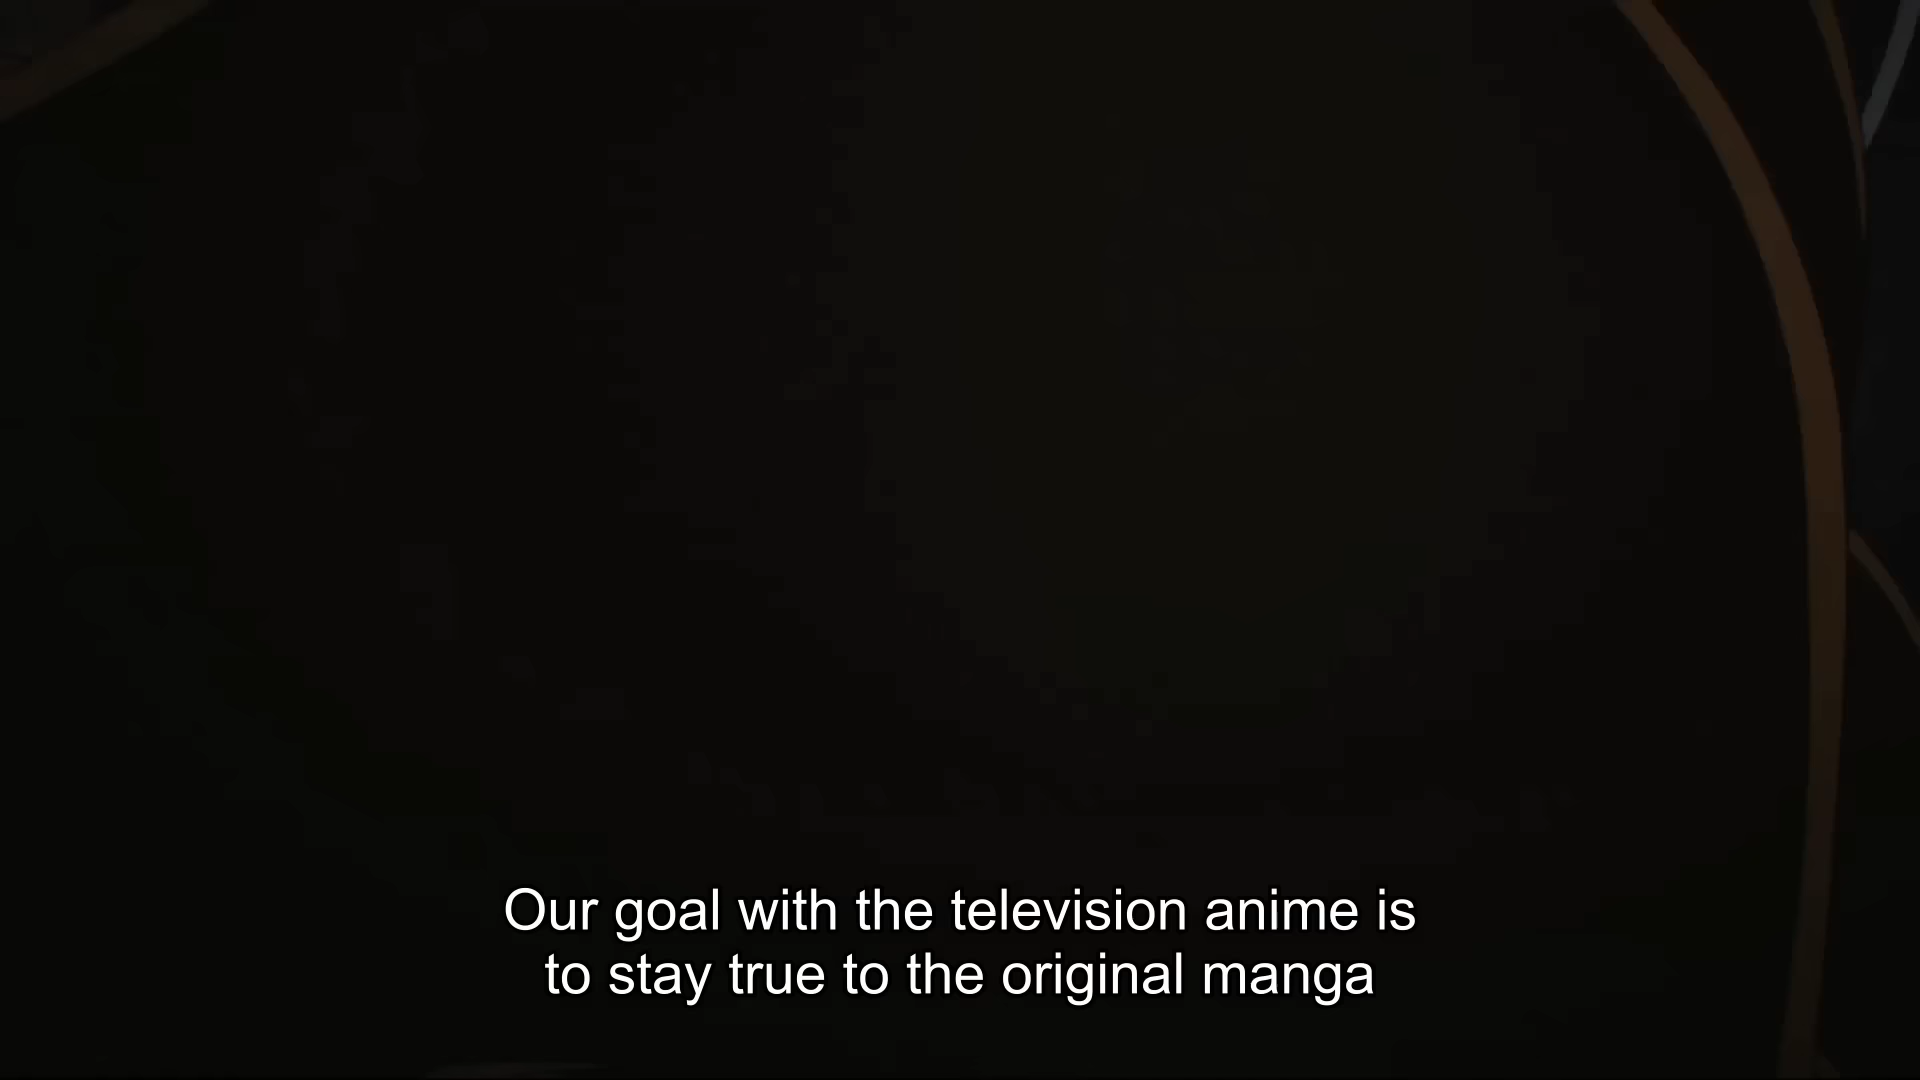 Our goal with the television anime is
to stay true to the original manga